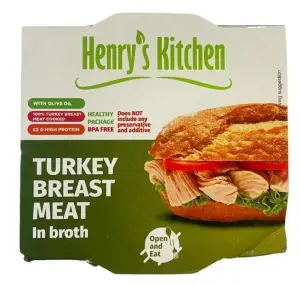 Henry's Kitchen
WITH OLIVE OIL
100% TURKEY BREAST
MEAT COOKED
22 G HIGH PROTEIN
HEALTHY
PACKAGE
BPA FREE
Does NOT
include any
preservative
and additive
TURKEY
BREAST
MEAT
In broth
Open
and
Eat
suggestion